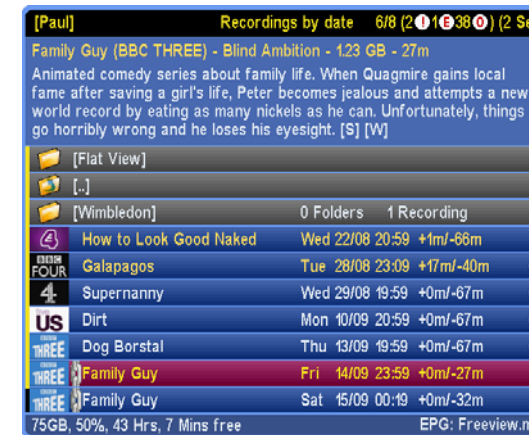 [Paul] Recordings by date 6/8 (2 ! 1 E 38 O) (2 Se
Family Guy (BBC THREE) - Blind Ambition - 1.23 GB - 27m
Animated comedy series about family life. When Quagmire gains local
fame after saving a girl's life, Peter becomes jealous and attempts a new
world record by eating as many nickels as he can. Unfortunately, things
go horribly wrong and he loses his eyesight. [S] [W]
[Flat View]
[..]
[Wimbledon] 0 Folders 1 Recording
4 How to Look Good Naked Wed 22/08 20:59 +1m/-66m
BBC FOUR Galapagos Tue 28/08 23:09 +17m/-40m
4 Supernanny Wed 29/08 19:59 +0m/-67m
US Dirt Mon 10/09 20:59 +0m/-67m
THREE Dog Borstal Thu 13/09 19:59 +0m/-67m
THREE Family Guy Fri 14/09 23:59 +0m/-27m
THREE Family Guy Sat 15/09 00:19 +0m/-32m
75GB, 50%, 43 Hrs, 7 Mins free EPG: Freeview.n